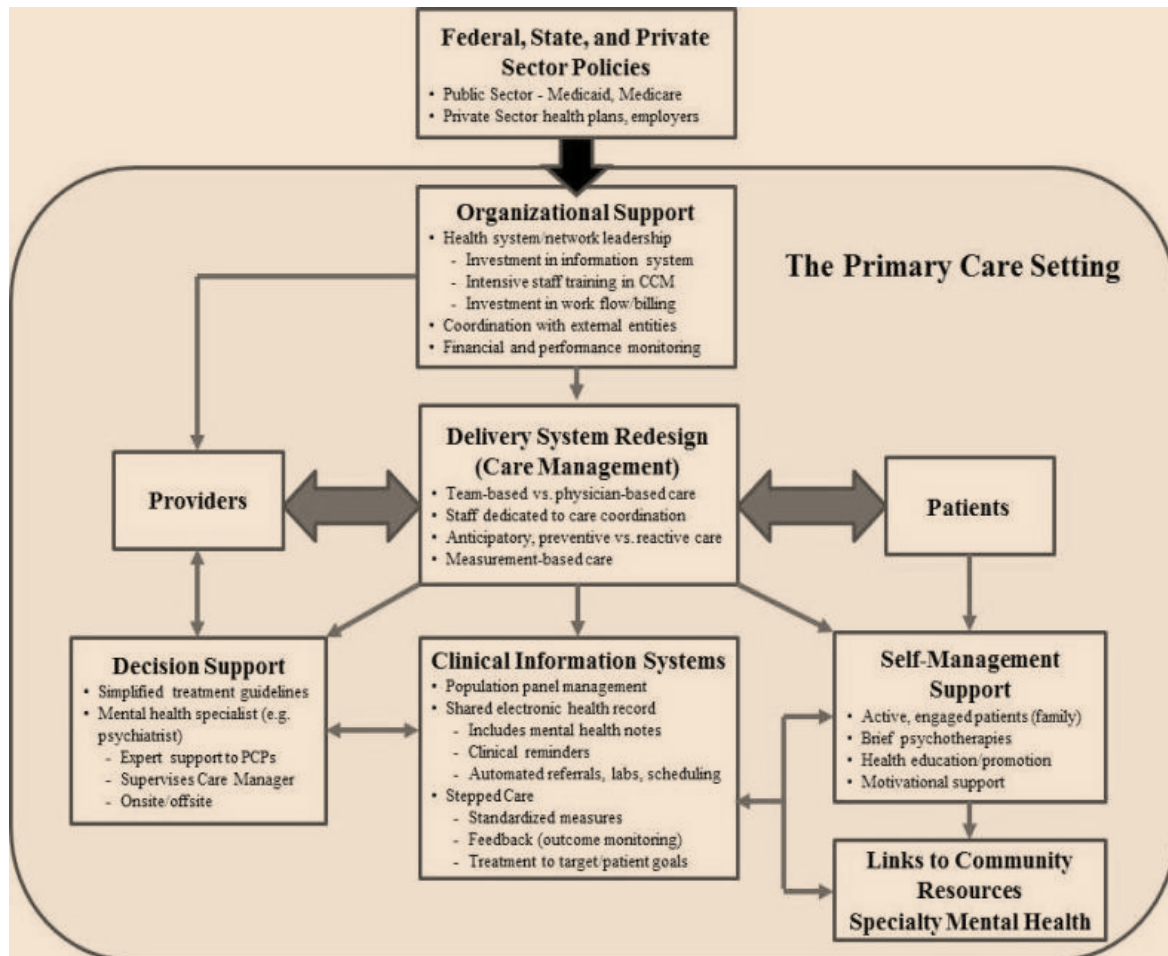 Federal, State, and Private
Sector Policies
• Public Sector - Medicaid, Medicare
• Private Sector health plans, employers
The Primary Care Setting
Organizational Support
• Health system/network leadership
- Investment in information system
- Intensive staff training in CCM
- Investment in work flow/billing
• Coordination with external entities
• Financial and performance monitoring
Providers
Delivery System Redesign
(Care Management)
• Team-based vs. physician-based care
• Staff dedicated to care coordination
• Anticipatory, preventive vs. reactive care
• Measurement-based care
Patients
Decision Support
• Simplified treatment guidelines
• Mental health specialist (e.g.
psychiatrist)
- Expert support to PCPs
- Supervises Care Manager
- Onsite/offsite
Clinical Information Systems
• Population panel management
• Shared electronic health record
- Includes mental health notes
- Clinical reminders
- Automated referrals, labs, scheduling
• Stepped Care
- Standardized measures
- Feedback (outcome monitoring)
- Treatment to target/patient goals
Self-Management
Support
• Active, engaged patients (family)
• Brief psychotherapies
• Health education/promotion
• Motivational support
Links to Community
Resources
Specialty Mental Health